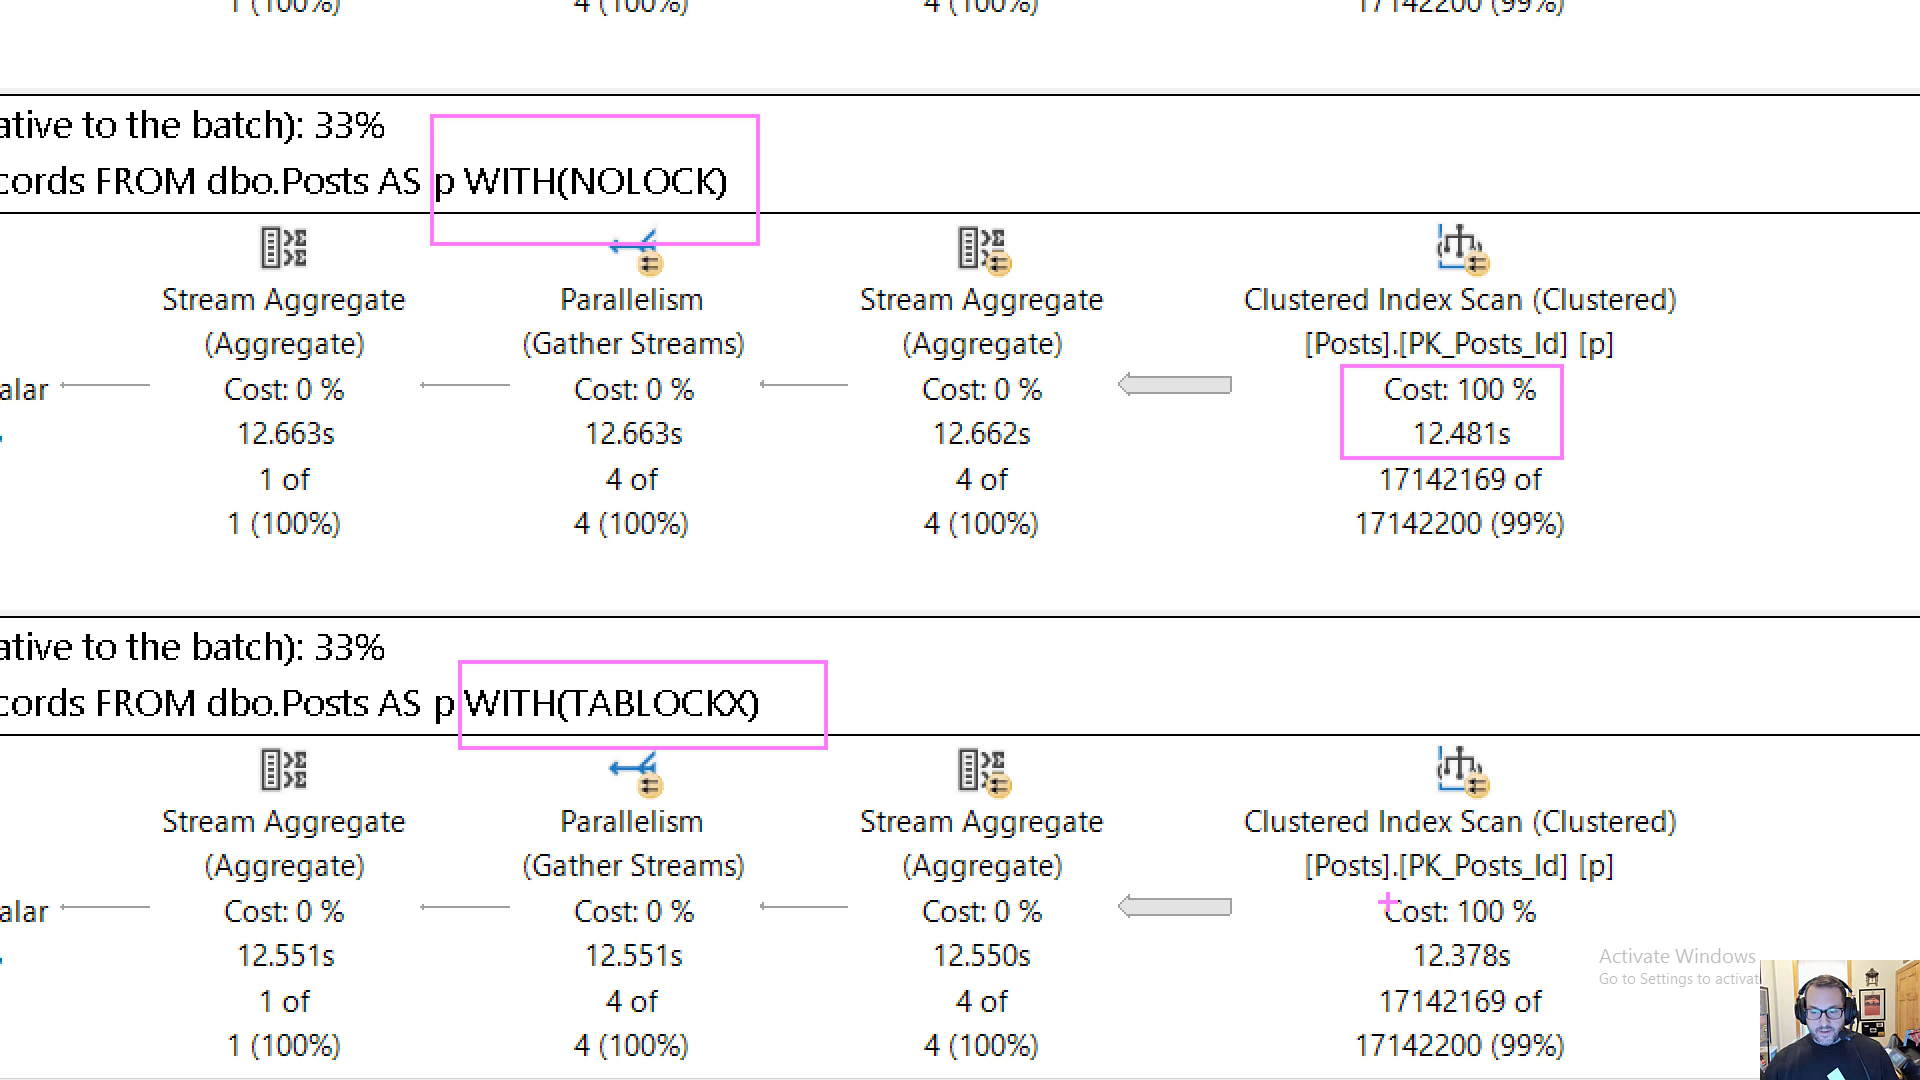 1 (100%) 4 (100%) 4 (100%) 17142200 (99%)
ative to the batch): 33%
cords FROM dbo.Posts AS p WITH(NOLOCK)
Stream Aggregate Parallelism Stream Aggregate Clustered Index Scan (Clustered)
(Aggregate) (Gather Streams) (Aggregate) [Posts].[PK_Posts_Id] [p]
alar Cost: 0 % Cost: 0 % Cost: 0 % Cost: 100 %
12.663s 12.663s 12.662s 12.481s
1 of 4 of 4 of 17142169 of
1 (100%) 4 (100%) 4 (100%) 17142200 (99%)
ative to the batch): 33%
cords FROM dbo.Posts AS p WITH(TABLOCKX)
Stream Aggregate Parallelism Stream Aggregate Clustered Index Scan (Clustered)
(Aggregate) (Gather Streams) (Aggregate) [Posts].[PK_Posts_Id] [p]
alar Cost: 0 % Cost: 0 % Cost: 0 % Cost: 100 %
12.551s 12.551s 12.550s 12.378s
1 of 4 of 4 of 17142169 of
1 (100%) 4 (100%) 4 (100%) 17142200 (99%)
Activate Windows
Go to Settings to activat